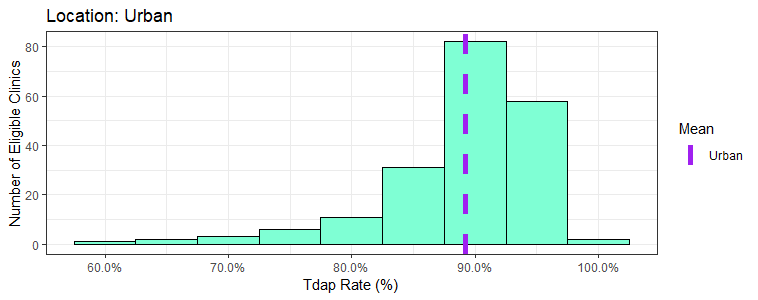 Location: Urban
Number of Eligible Clinics
80
60
40
20
0
60.0% 70.0% 80.0% 90.0% 100.0%
Tdap Rate (%)
Mean
Urban